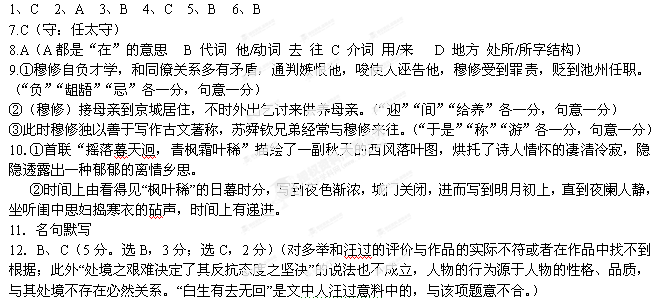 1、C 2、A 3、B 4、C 5、B 6、B
7.C（守：任太守）
8.A（A 都是“在”的意思 B 代词 他/动词 去 往 C 介词 用/来 D 地方 处所/所字结构）
9.①穆修自负才学，和同僚关系多有矛盾，通判嫉恨他，唆使人诬告他，穆修受到罪责，贬到池州任职。
（“负”“龃龉”“忌”各一分，句意一分）
②（穆修）接母亲到京城居住，不时外出乞讨来供养母亲。（“迎”“间”“给养”各一分，句意一分）
③此时穆修独以善于写作古文著称，苏舜钦兄弟经常与穆修来往。（“于是”“称”“游”各一分，句意一分）
10.①首联“摇落暮天迥，青枫霜叶稀”描绘了一副秋天的西风落叶图，烘托了诗人情怀的凄清冷寂，隐
隐透露出一种郁郁的离情乡思。
②时间上由看得见“枫叶稀”的日暮时分，写到夜色渐浓，城门关闭，进而写到明月初上，直到夜阑人静，
坐听闺中思妇捣寒衣的砧声，时间上有递进。
11．名句默写
12．B、C（5分。选B，3分；选C，2分）（对多举和汪过的评价与作品的实际不符或者在作品中找不到
根据；此外“处境之艰难决定了其反抗态度之坚决”的说法也不成立，人物的行为源于人物的性格、品质，
与其处境不存在必然关系。“白生有去无回”是文中人汪过意料中的，与该项题意不合。）